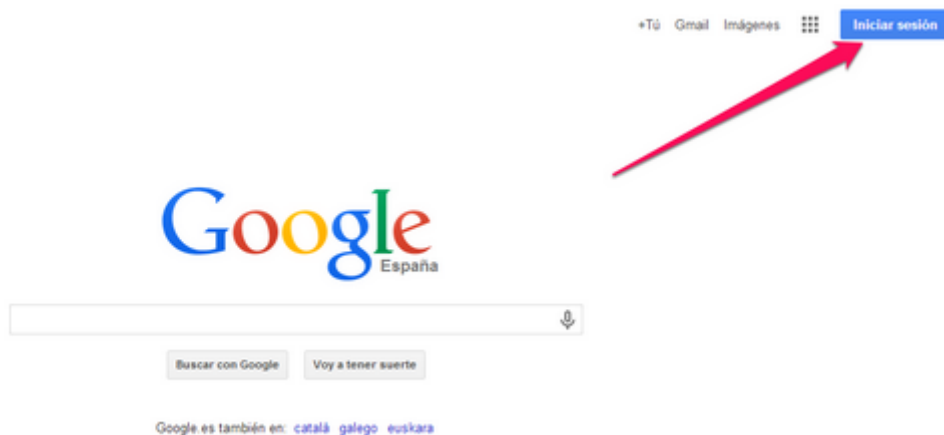 +Tú Gmail Imágenes Iniciar sesión
Google
España
Buscar con Google Voy a tener suerte
Google.es también en: català galego euskara